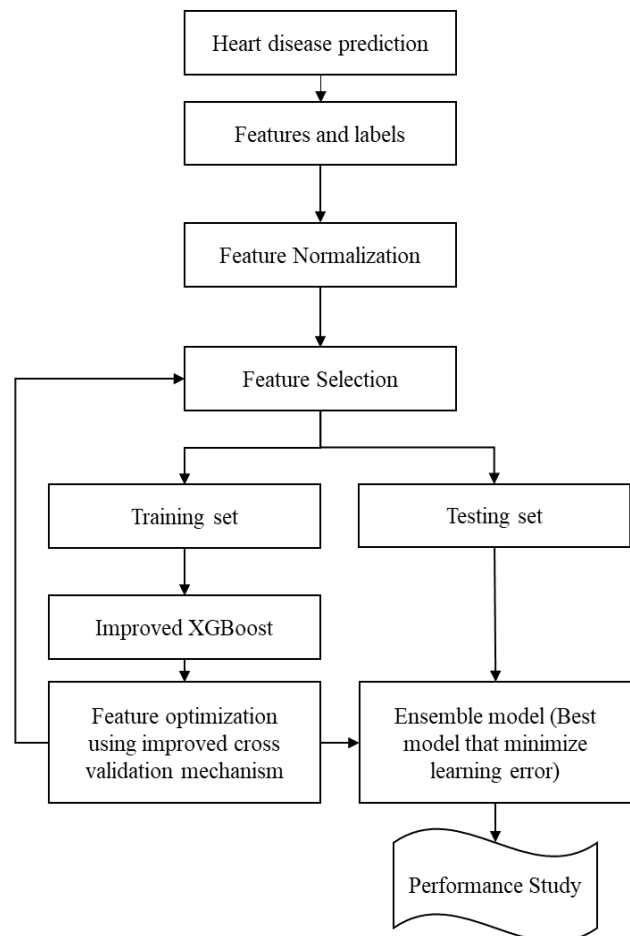 Heart disease prediction
Features and labels
Feature Normalization
Feature Selection
Training set
Testing set
Improved XGBoost
Feature optimization
using improved cross
validation mechanism
Ensemble model (Best
model that minimize
learning error)
Performance Study